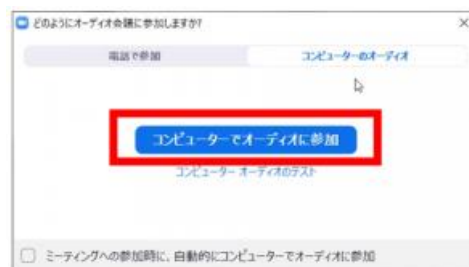 どのようにオーディオ会議に参加しますか?
電話で参加
コンピューターのオーディオ
コンピューターでオーディオに参加
コンピューター オーディオのテスト
ミーティングへの参加時に、自動的にコンピューターでオーディオに参加